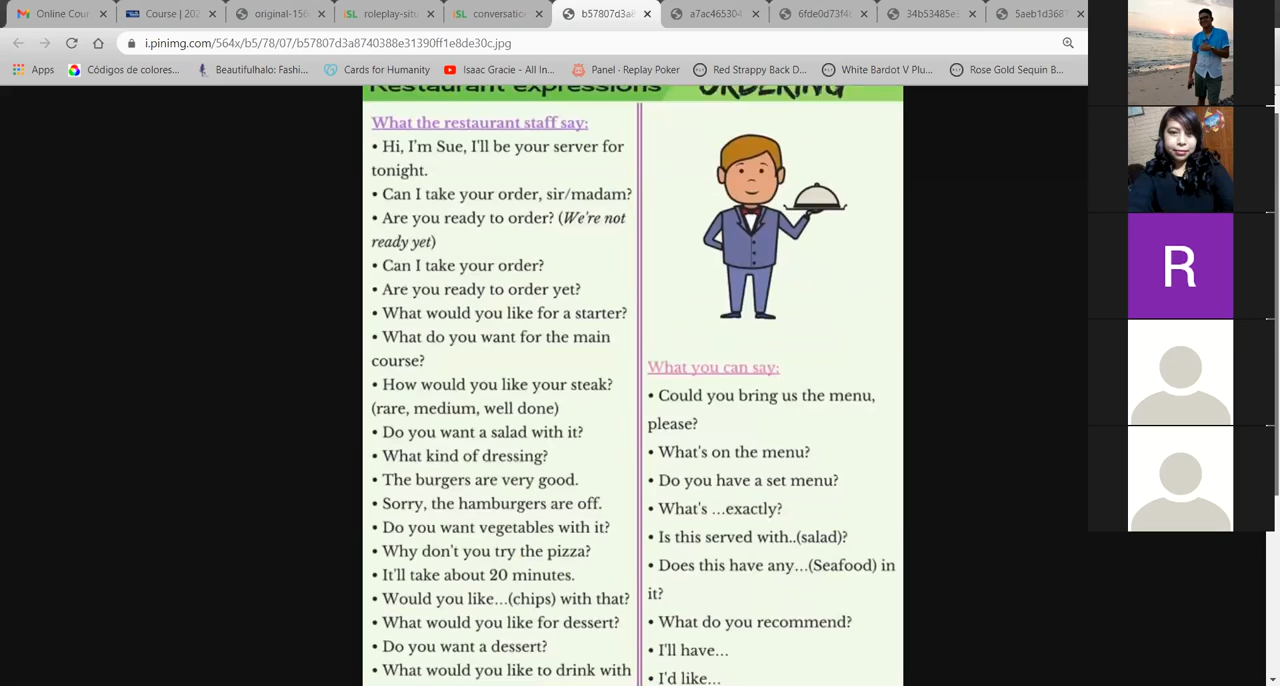 Online Cour
Course | 202
original-156
roleplay-situ
conversatio
b57807d3a8
a7ac465304
6fde0d73f4b
34b53485e
5aeb1d3687
i.pinimg.com/564x/b5/78/07/b57807d3a8740388e31390ff1e8de30c.jpg
Apps
Códigos de colores...
Beautifulhalo: Fashi...
Cards for Humanity
Isaac Gracie - All In...
Panel · Replay Poker
Red Strappy Back D...
White Bardot V Plu...
Rose Gold Sequin B...
Restaurant expressions
ORDERING
What the restaurant staff say:
• Hi, I'm Sue, I'll be your server for
tonight.
• Can I take your order, sir/madam?
• Are you ready to order? (We're not
ready yet)
• Can I take your order?
• Are you ready to order yet?
• What would you like for a starter?
• What do you want for the main
course?
• How would you like your steak?
(rare, medium, well done)
• Do you want a salad with it?
• What kind of dressing?
• The burgers are very good.
• Sorry, the hamburgers are off.
• Do you want vegetables with it?
• Why don't you try the pizza?
• It'll take about 20 minutes.
• Would you like...(chips) with that?
• What would you like for dessert?
• Do you want a dessert?
• What would you like to drink with
What you can say:
• Could you bring us the menu,
please?
• What's on the menu?
• Do you have a set menu?
• What's ...exactly?
• Is this served with..(salad)?
• Does this have any...(Seafood) in
it?
• What do you recommend?
• I'll have...
• I'd like...
R